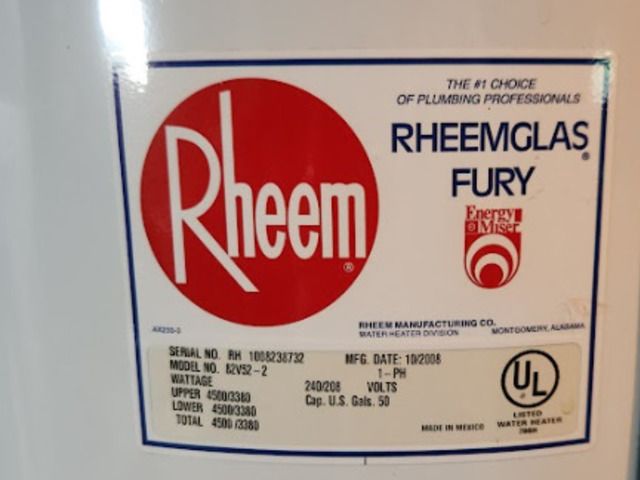 THE #1 CHOICE
OF PLUMBING PROFESSIONALS
Rheem®
RHEEMGLAS®
FURY
Energy
Miser
RHEEM MANUFACTURING CO.
WATER HEATER DIVISION MONTGOMERY, ALABAMA
SERIAL NO. RH 1008238732 MFG. DATE: 10/2008
MODEL NO. 82V52-2 1-PH
WATTAGE 240/208 VOLTS
UPPER 4500/3380 Cap. U.S. Gals. 50
LOWER 4500/3380
TOTAL 4500/3380 MADE IN MEXICO
UL
LISTED
WATER HEATER